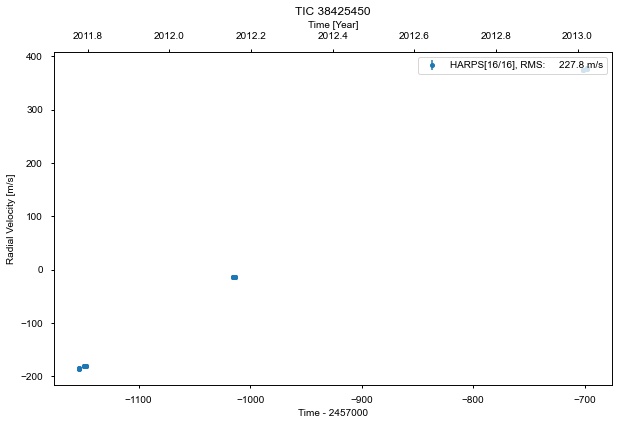 TIC 38425450
Time [Year]
2011.8 2012.0 2012.2 2012.4 2012.6 2012.8 2013.0
HARPS[16/16], RMS: 227.8 m/s
400
300
200
100
0
−100
−200
Radial Velocity [m/s]
−1100 −1000 −900 −800 −700
Time - 2457000